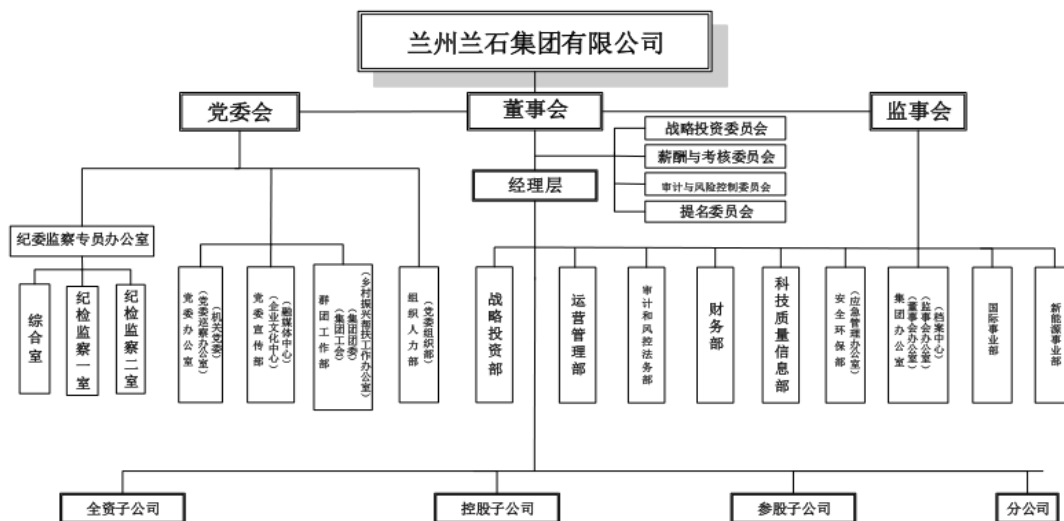 兰州兰石集团有限公司
党委会
董事会
监事会
战略投资委员会
薪酬与考核委员会
审计与风险控制委员会
提名委员会
经理层
纪委监察专员办公室
综合室
纪检监察一室
纪检监察二室
党委办公室
（党委巡察办公室）
（机关党委）
党委宣传部
（企业文化中心）
（融媒体中心）
群团工作部
（集团工会）
（集团团委）
（乡村振兴帮扶工作办公室）
组织人力部
（党委组织部）
战略投资部
运营管理部
审计和风控法务部
财务部
科技质量信息部
安全环保部
（应急管理办公室）
集团办公室
（董事会办公室）
（监事会办公室）
（档案中心）
国际事业部
新能源事业部
全资子公司
控股子公司
参股子公司
分公司